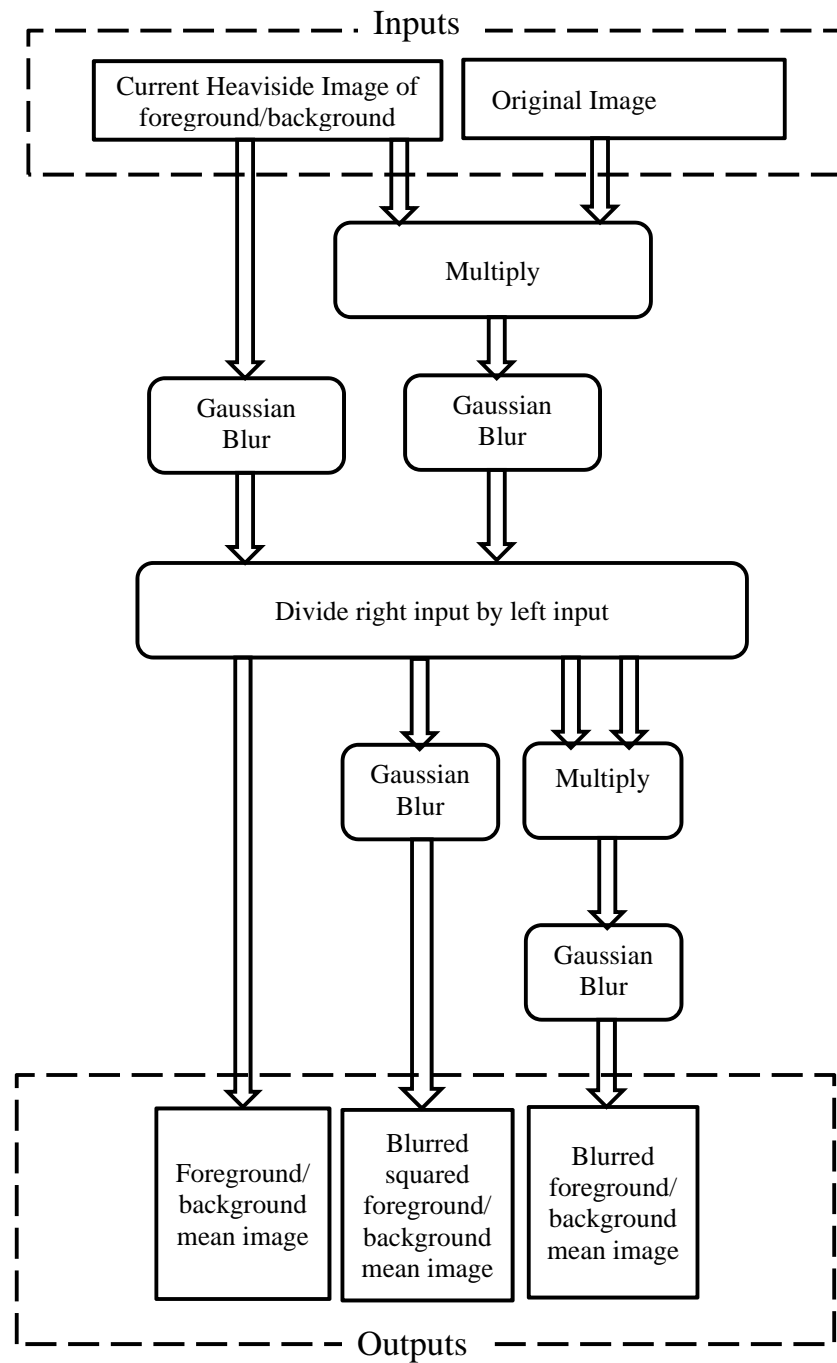 Inputs
Current Heaviside Image of
foreground/background
Original Image
Multiply
Gaussian
Blur
Gaussian
Blur
Divide right input by left input
Gaussian
Blur
Multiply
Gaussian
Blur
Foreground/
background
mean image
Blurred
squared
foreground/
background
mean image
Blurred
foreground/
background
mean image
Outputs